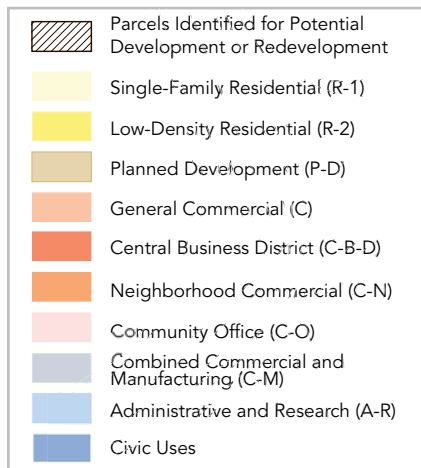 Parcels Identified for Potential
Development or Redevelopment
Single-Family Residential (R-1)
Low-Density Residential (R-2)
Planned Development (P-D)
General Commercial (C)
Central Business District (C-B-D)
Neighborhood Commercial (C-N)
Community Office (C-O)
Combined Commercial and
Manufacturing (C-M)
Administrative and Research (A-R)
Civic Uses